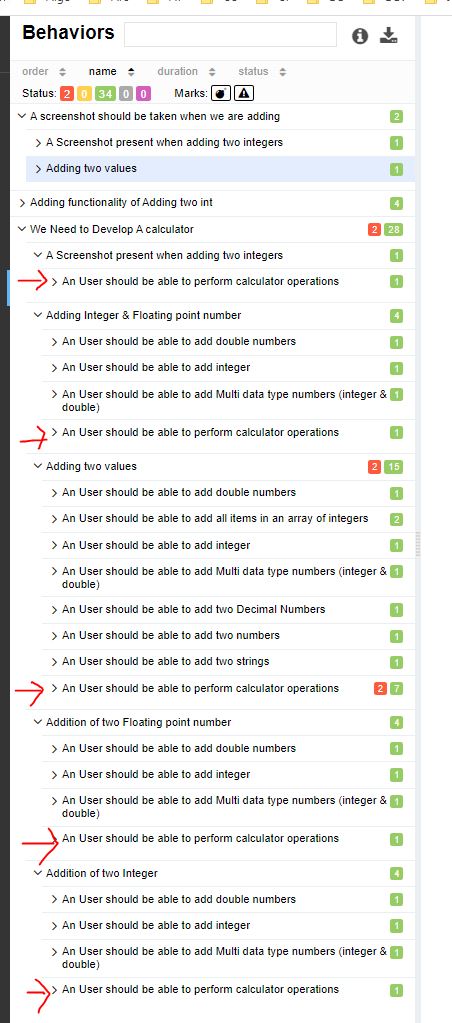 Behaviors
order name duration status
Status: 2 0 34 0 0 Marks:
A screenshot should be taken when we are adding 2
A Screenshot present when adding two integers 1
Adding two values 1
Adding functionality of Adding two int 4
We Need to Develop A calculator 2 28
A Screenshot present when adding two integers 1
An User should be able to perform calculator operations 1
Adding Integer & Floating point number 4
An User should be able to add double numbers 1
An User should be able to add integer 1
An User should be able to add Multi data type numbers (integer & 1
double)
An User should be able to perform calculator operations 1
Adding two values 2 15
An User should be able to add double numbers 1
An User should be able to add all items in an array of integers 2
An User should be able to add integer 1
An User should be able to add Multi data type numbers (integer & 1
double)
An User should be able to add two Decimal Numbers 1
An User should be able to add two numbers 1
An User should be able to add two strings 1
An User should be able to perform calculator operations 2 7
Addition of two Floating point number 4
An User should be able to add double numbers 1
An User should be able to add integer 1
An User should be able to add Multi data type numbers (integer & 1
double)
An User should be able to perform calculator operations 1
Addition of two Integer 4
An User should be able to add double numbers 1
An User should be able to add integer 1
An User should be able to add Multi data type numbers (integer & 1
double)
An User should be able to perform calculator operations 1